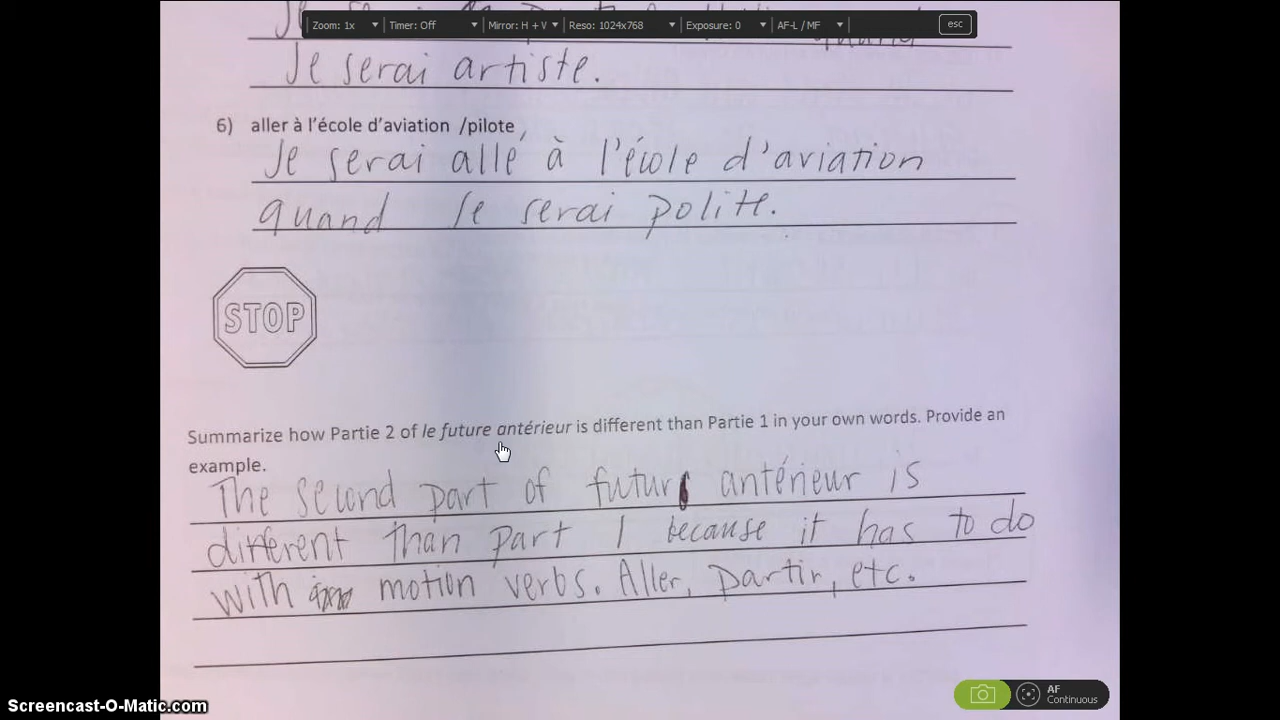 Zoom: 1x Timer: Off Mirror: H + V Reso: 1024x768 Exposure: 0 AF-L / MF esc
Je
Je serai artiste.
6) aller à l'école d'aviation /pilote
Je serai allé à l'école d'aviation
quand Je serai polite.
STOP
Summarize how Partie 2 of le future antérieur is different than Partie 1 in your own words. Provide an
example.
The second part of futur antérieur is
different than part 1 because it has to do
with motion verbs. Aller, partir, etc.
AF
Continuous
Screencast-O-Matic.com